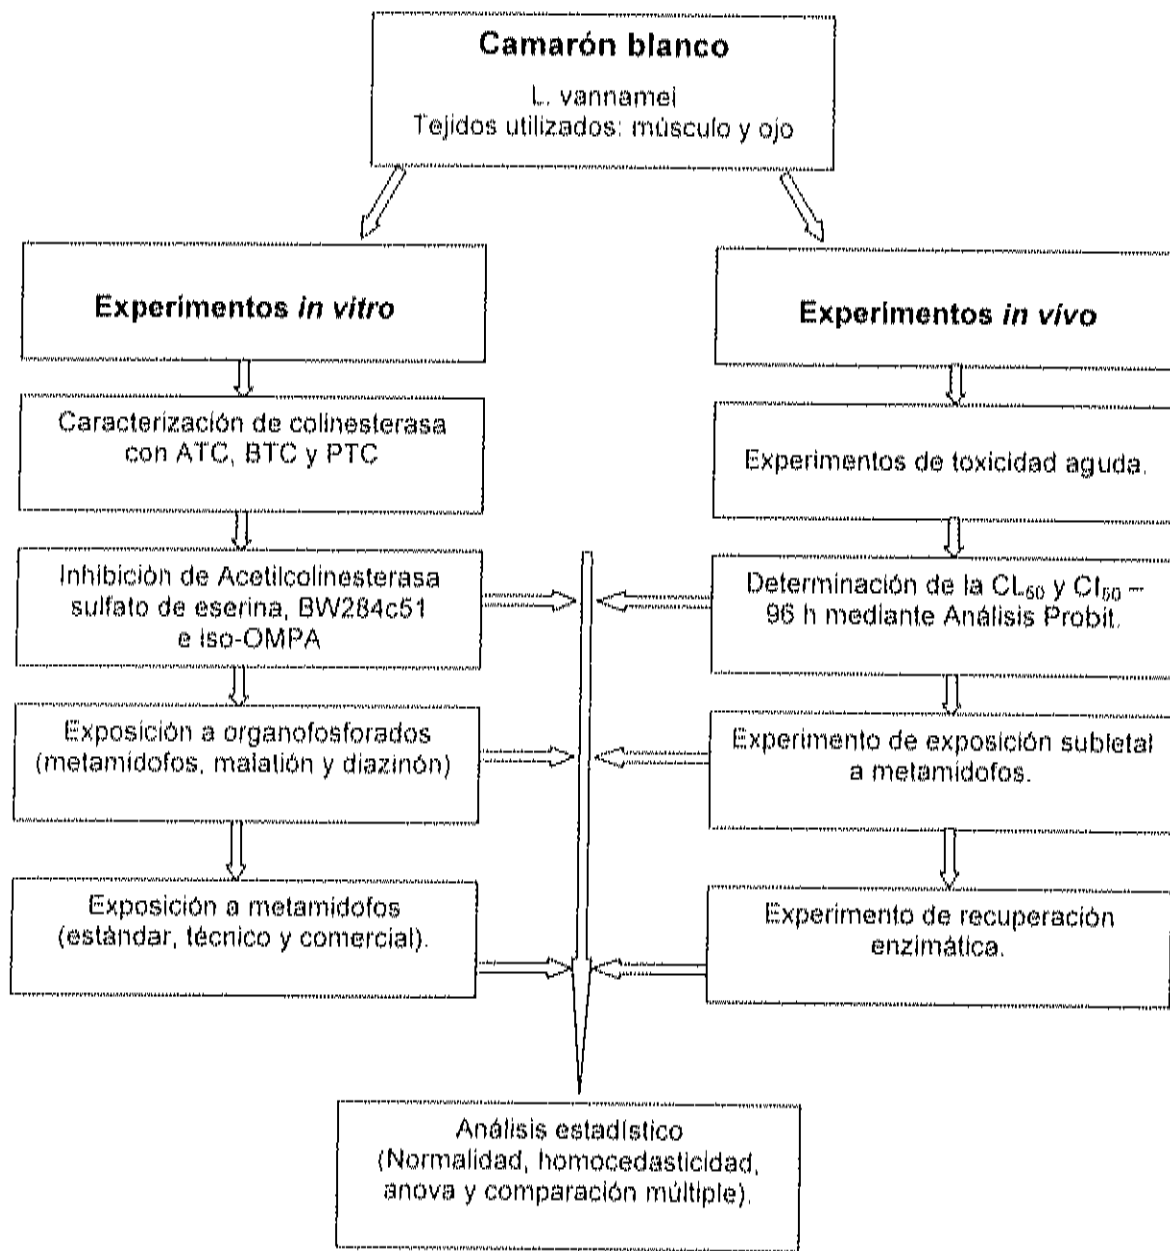 Camarón blanco
L. vannamei
Tejidos utilizados: músculo y ojo
Experimentos in vitro
Caracterización de colinesterasa
con ATC, BTC y PTC
Inhibición de Acetilcolinesterasa
sulfato de eserina, BW284c51
e Iso-OMPA
Exposición a organofosforados
(metamidofos, malatión y diazinón)
Exposición a metamidofos
(estándar, técnico y comercial).
Experimentos in vivo
Experimentos de toxicidad aguda.
Determinación de la CL50 y CI50 –
96 h mediante Análisis Probit.
Experimento de exposición subletal
a metamidofos.
Experimento de recuperación
enzimática.
Análisis estadístico
(Normalidad, homocedasticidad,
anova y comparación múltiple).